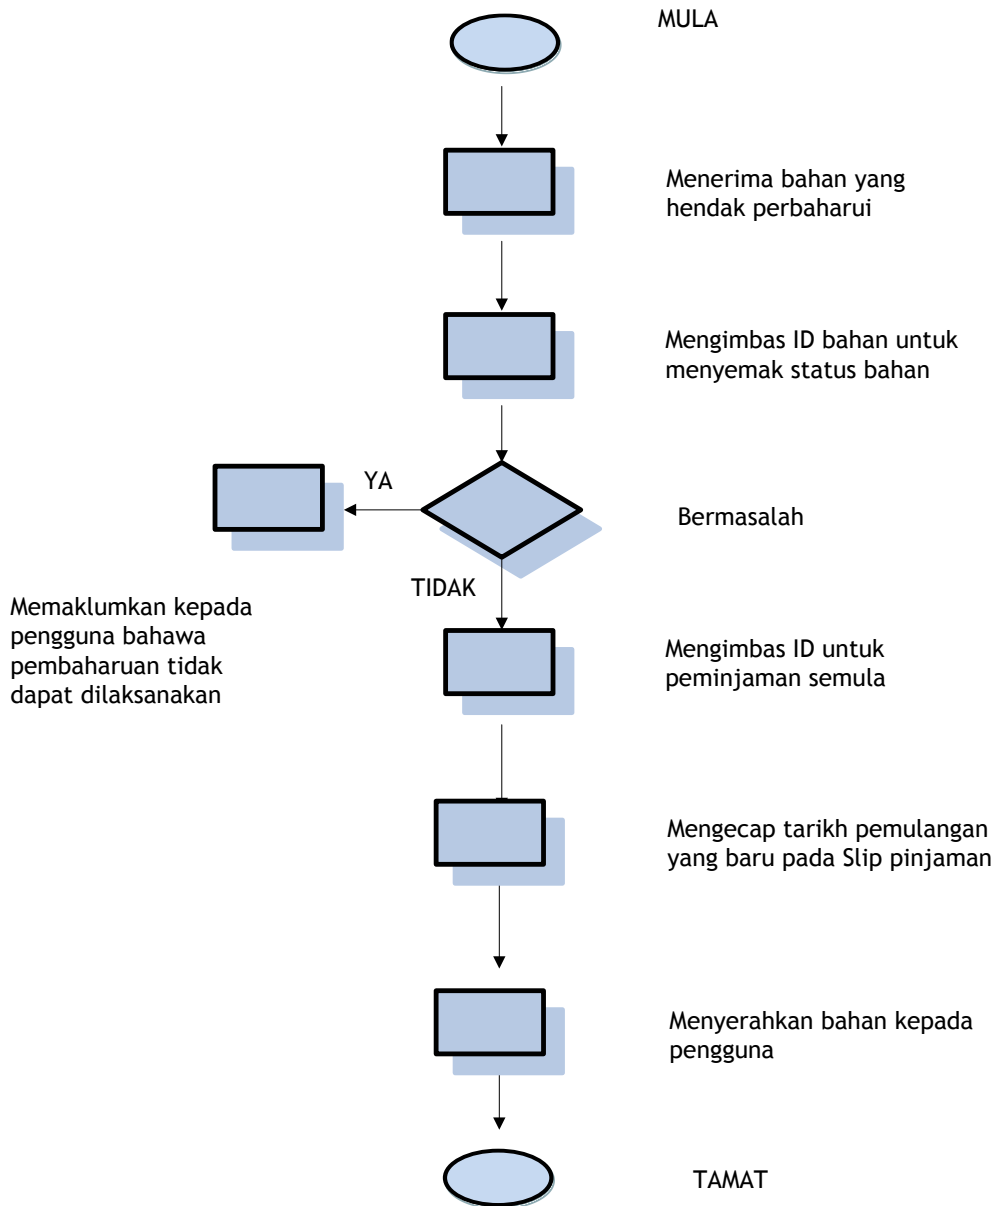 MULA
Menerima bahan yang
hendak perbaharui
Mengimbas ID bahan untuk
menyemak status bahan
YA
Bermasalah
TIDAK
Memaklumkan kepada
pengguna bahawa
pembaharuan tidak
dapat dilaksanakan
Mengimbas ID untuk
peminjaman semula
Mengecap tarikh pemulangan
yang baru pada Slip pinjaman
Menyerahkan bahan kepada
pengguna
TAMAT